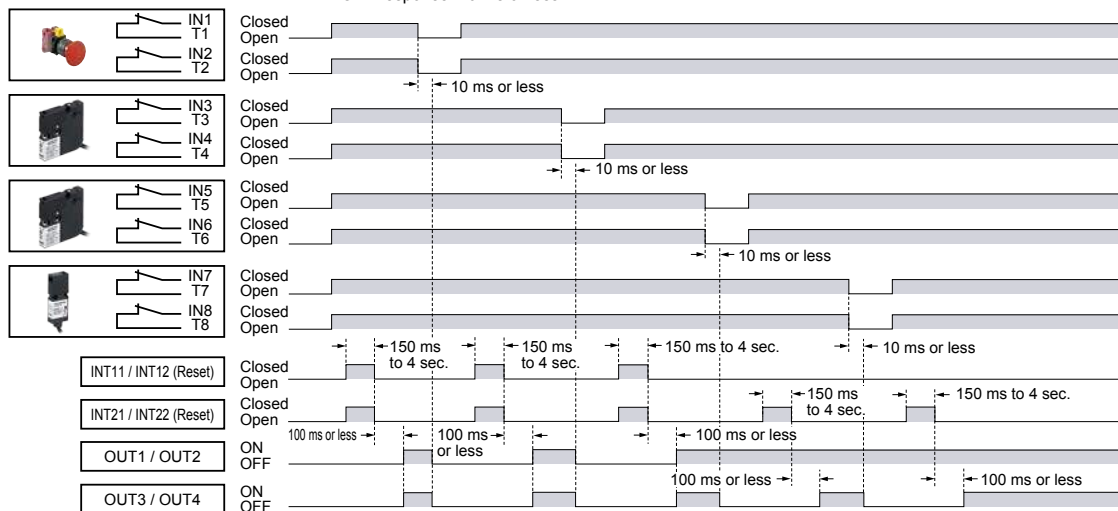 IN1
T1
Closed
Open
IN2
T2
Closed
Open
10 ms or less
IN3
T3
Closed
Open
IN4
T4
Closed
Open
10 ms or less
IN5
T5
Closed
Open
IN6
T6
Closed
Open
10 ms or less
IN7
T7
Closed
Open
IN8
T8
Closed
Open
10 ms or less
INT11 / INT12 (Reset)
Closed
Open
150 ms
to 4 sec.
150 ms
to 4 sec.
150 ms to 4 sec.
INT21 / INT22 (Reset)
Closed
Open
150 ms
to 4 sec.
150 ms to 4 sec.
OUT1 / OUT2
ON
OFF
100 ms or less
100 ms
or less
100 ms or less
OUT3 / OUT4
ON
OFF
100 ms or less
100 ms or less